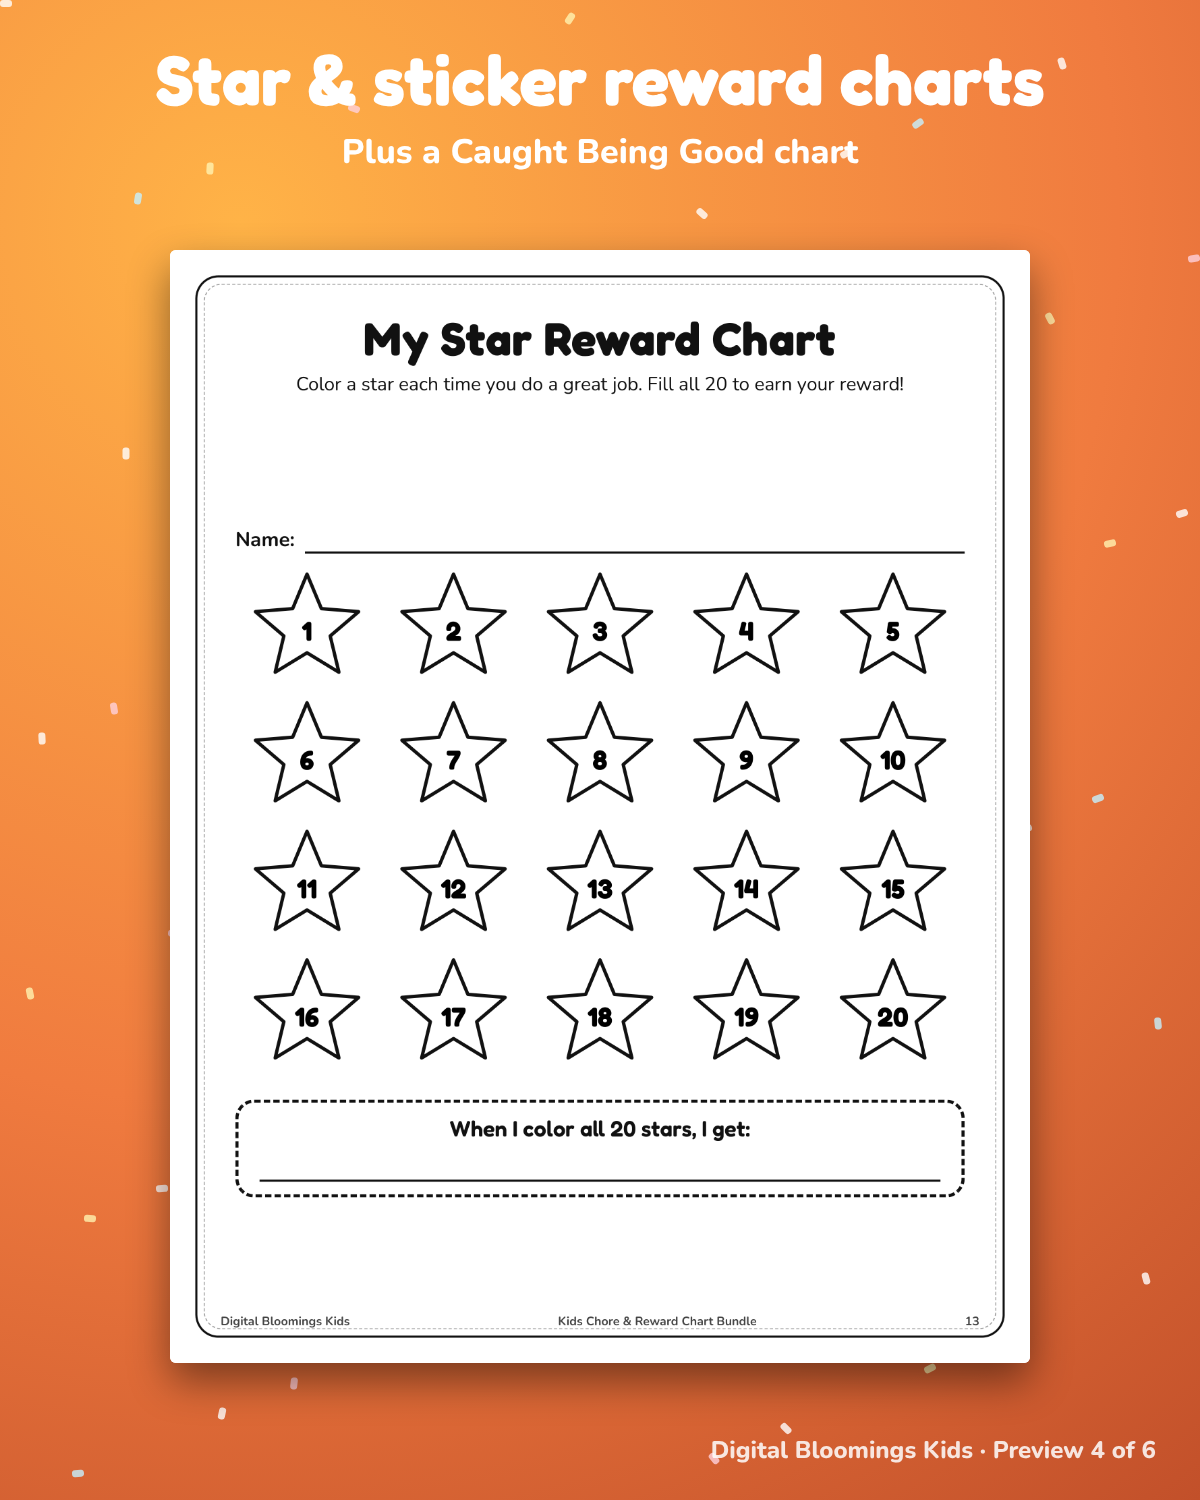 Star & sticker reward charts
Plus a Caught Being Good chart
My Star Reward Chart
Color a star each time you do a great job. Fill all 20 to earn your reward!
Name:
1 2 3 4 5
6 7 8 9 10
11 12 13 14 15
16 17 18 19 20
When I color all 20 stars, I get:
Digital Bloomings Kids Kids Chore & Reward Chart Bundle 13
Digital Bloomings Kids · Preview 4 of 6